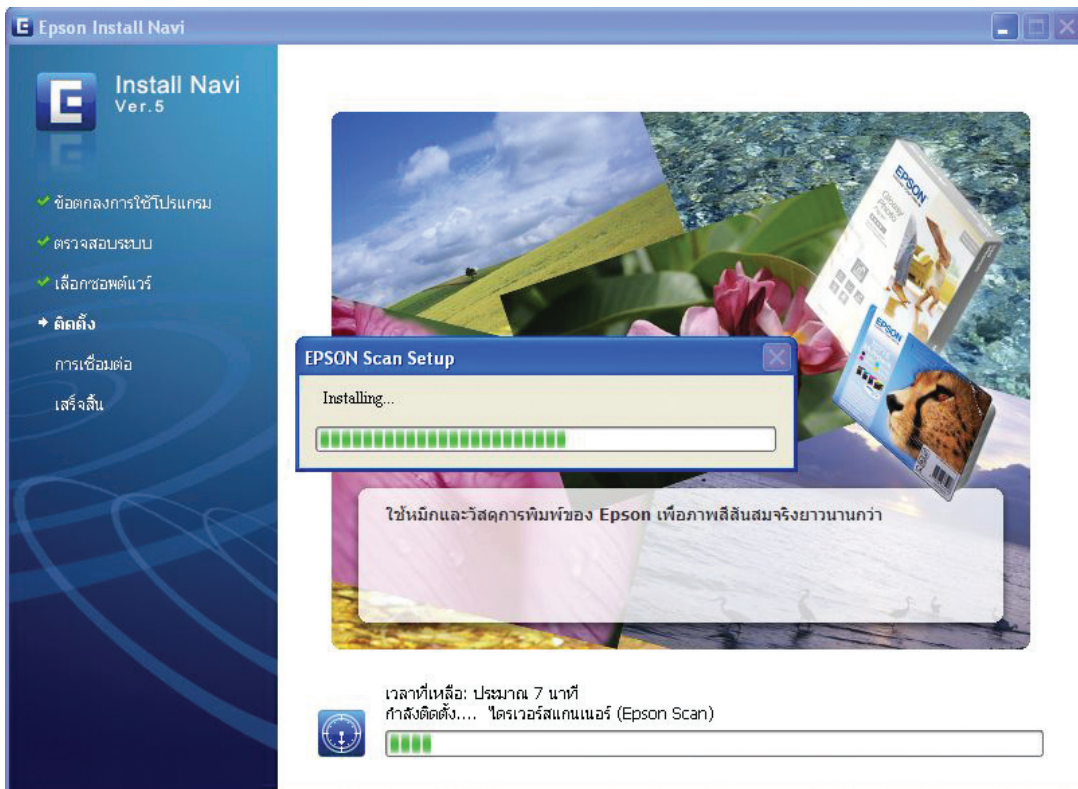 Epson Install Navi
Install Navi
Ver.5
ข้อตกลงการใช้โปรแกรม
ตรวจสอบระบบ
เลือกซอฟต์แวร์
ติดตั้ง
การเชื่อมต่อ
เสร็จสิ้น
EPSON
Glossy
Photo
EPSON
EPSON Scan Setup
Installing...
ใช้หมึกและวัสดุการพิมพ์ของ Epson เพื่อภาพสีสันสมจริงยาวนานกว่า
เวลาที่เหลือ: ประมาณ 7 นาที
กำลังติดตั้ง.... ไดรเวอร์สแกนเนอร์ (Epson Scan)